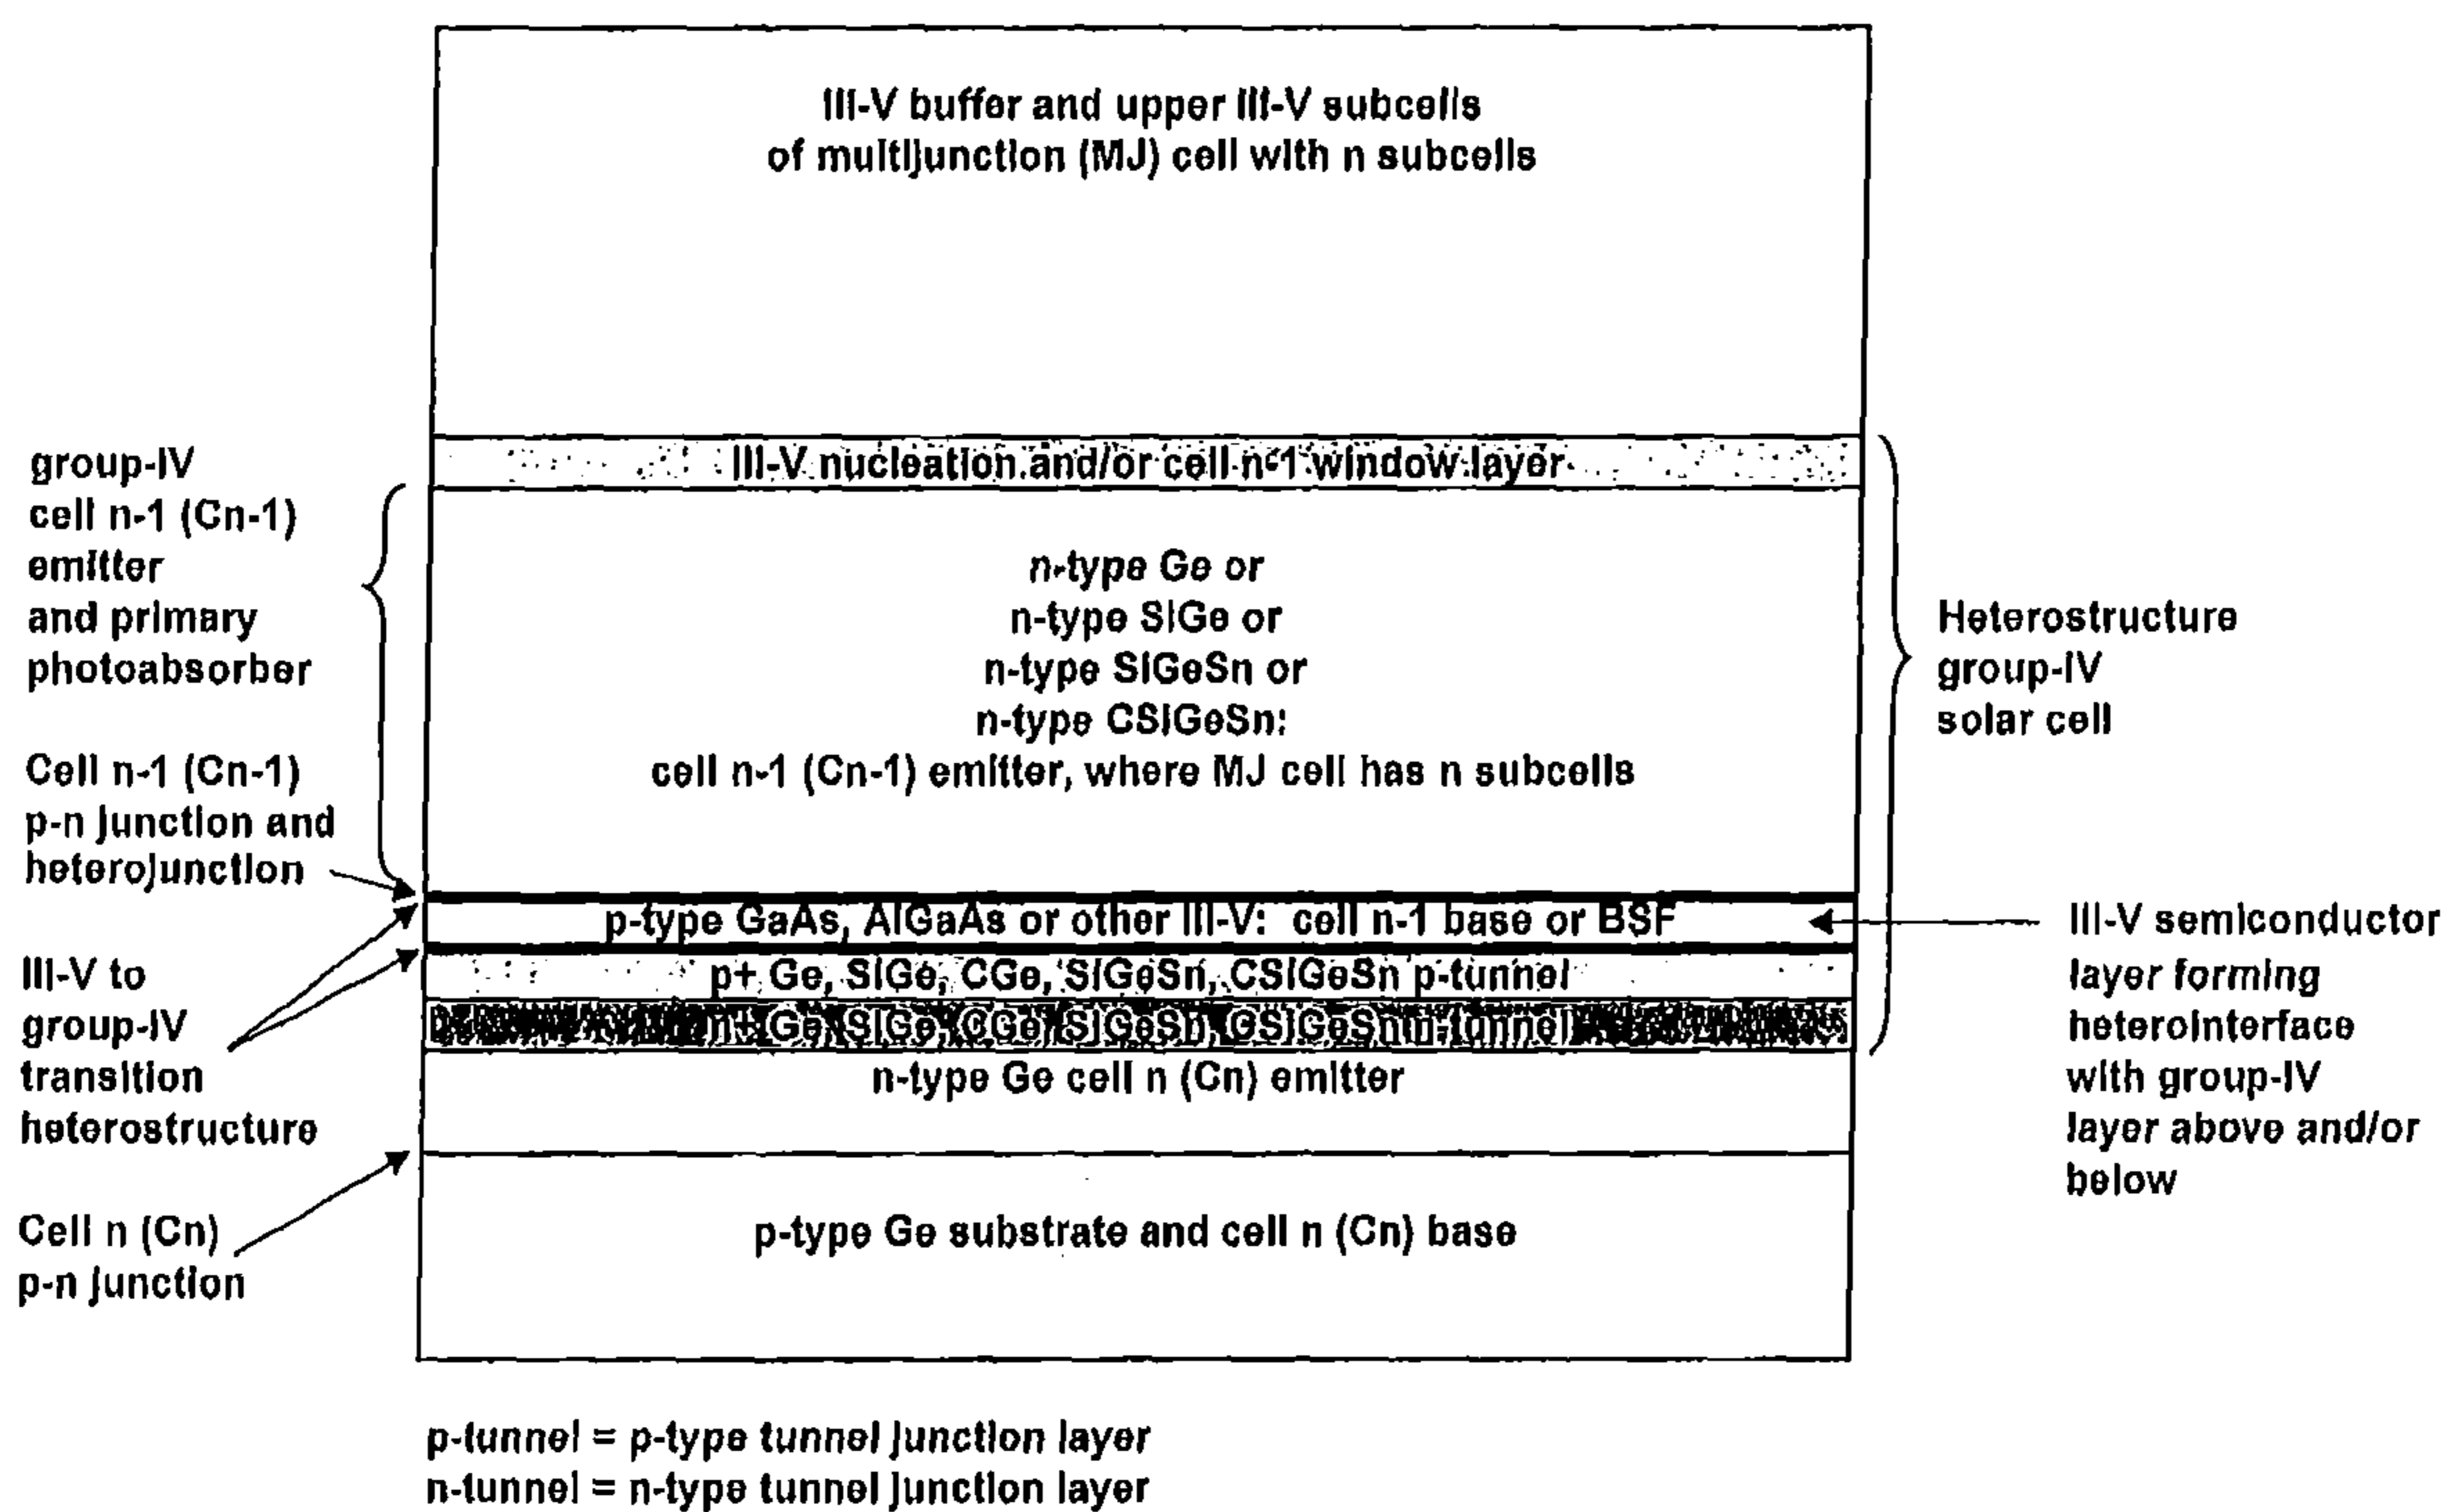 III-V buffer and upper III-V subcells
of multijunction (MJ) cell with n subcells
III-V nucleation and/or cell n-1 window layer
n-type Ge or
n-type SiGe or
n-type SiGeSn or
n-type CSiGeSn:
cell n-1 (Cn-1) emitter, where MJ cell has n subcells
p-type GaAs, AlGaAs or other III-V: cell n-1 base or BSF
p+ Ge, SiGe, CGe, SiGeSn, CSiGeSn p-tunnel
n+ Ge, SiGe, CGe, SiGeSn, CSiGeSn n-tunnel
n-type Ge cell n (Cn) emitter
p-type Ge substrate and cell n (Cn) base
group-IV
cell n-1 (Cn-1)
emitter
and primary
photoabsorber
Cell n-1 (Cn-1)
p-n junction and
heterojunction
III-V to
group-IV
transition
heterostructure
Cell n (Cn)
p-n junction
Heterostructure
group-IV
solar cell
III-V semiconductor
layer forming
heterointerface
with group-IV
layer above and/or
below
p-tunnel = p-type tunnel junction layer
n-tunnel = n-type tunnel junction layer